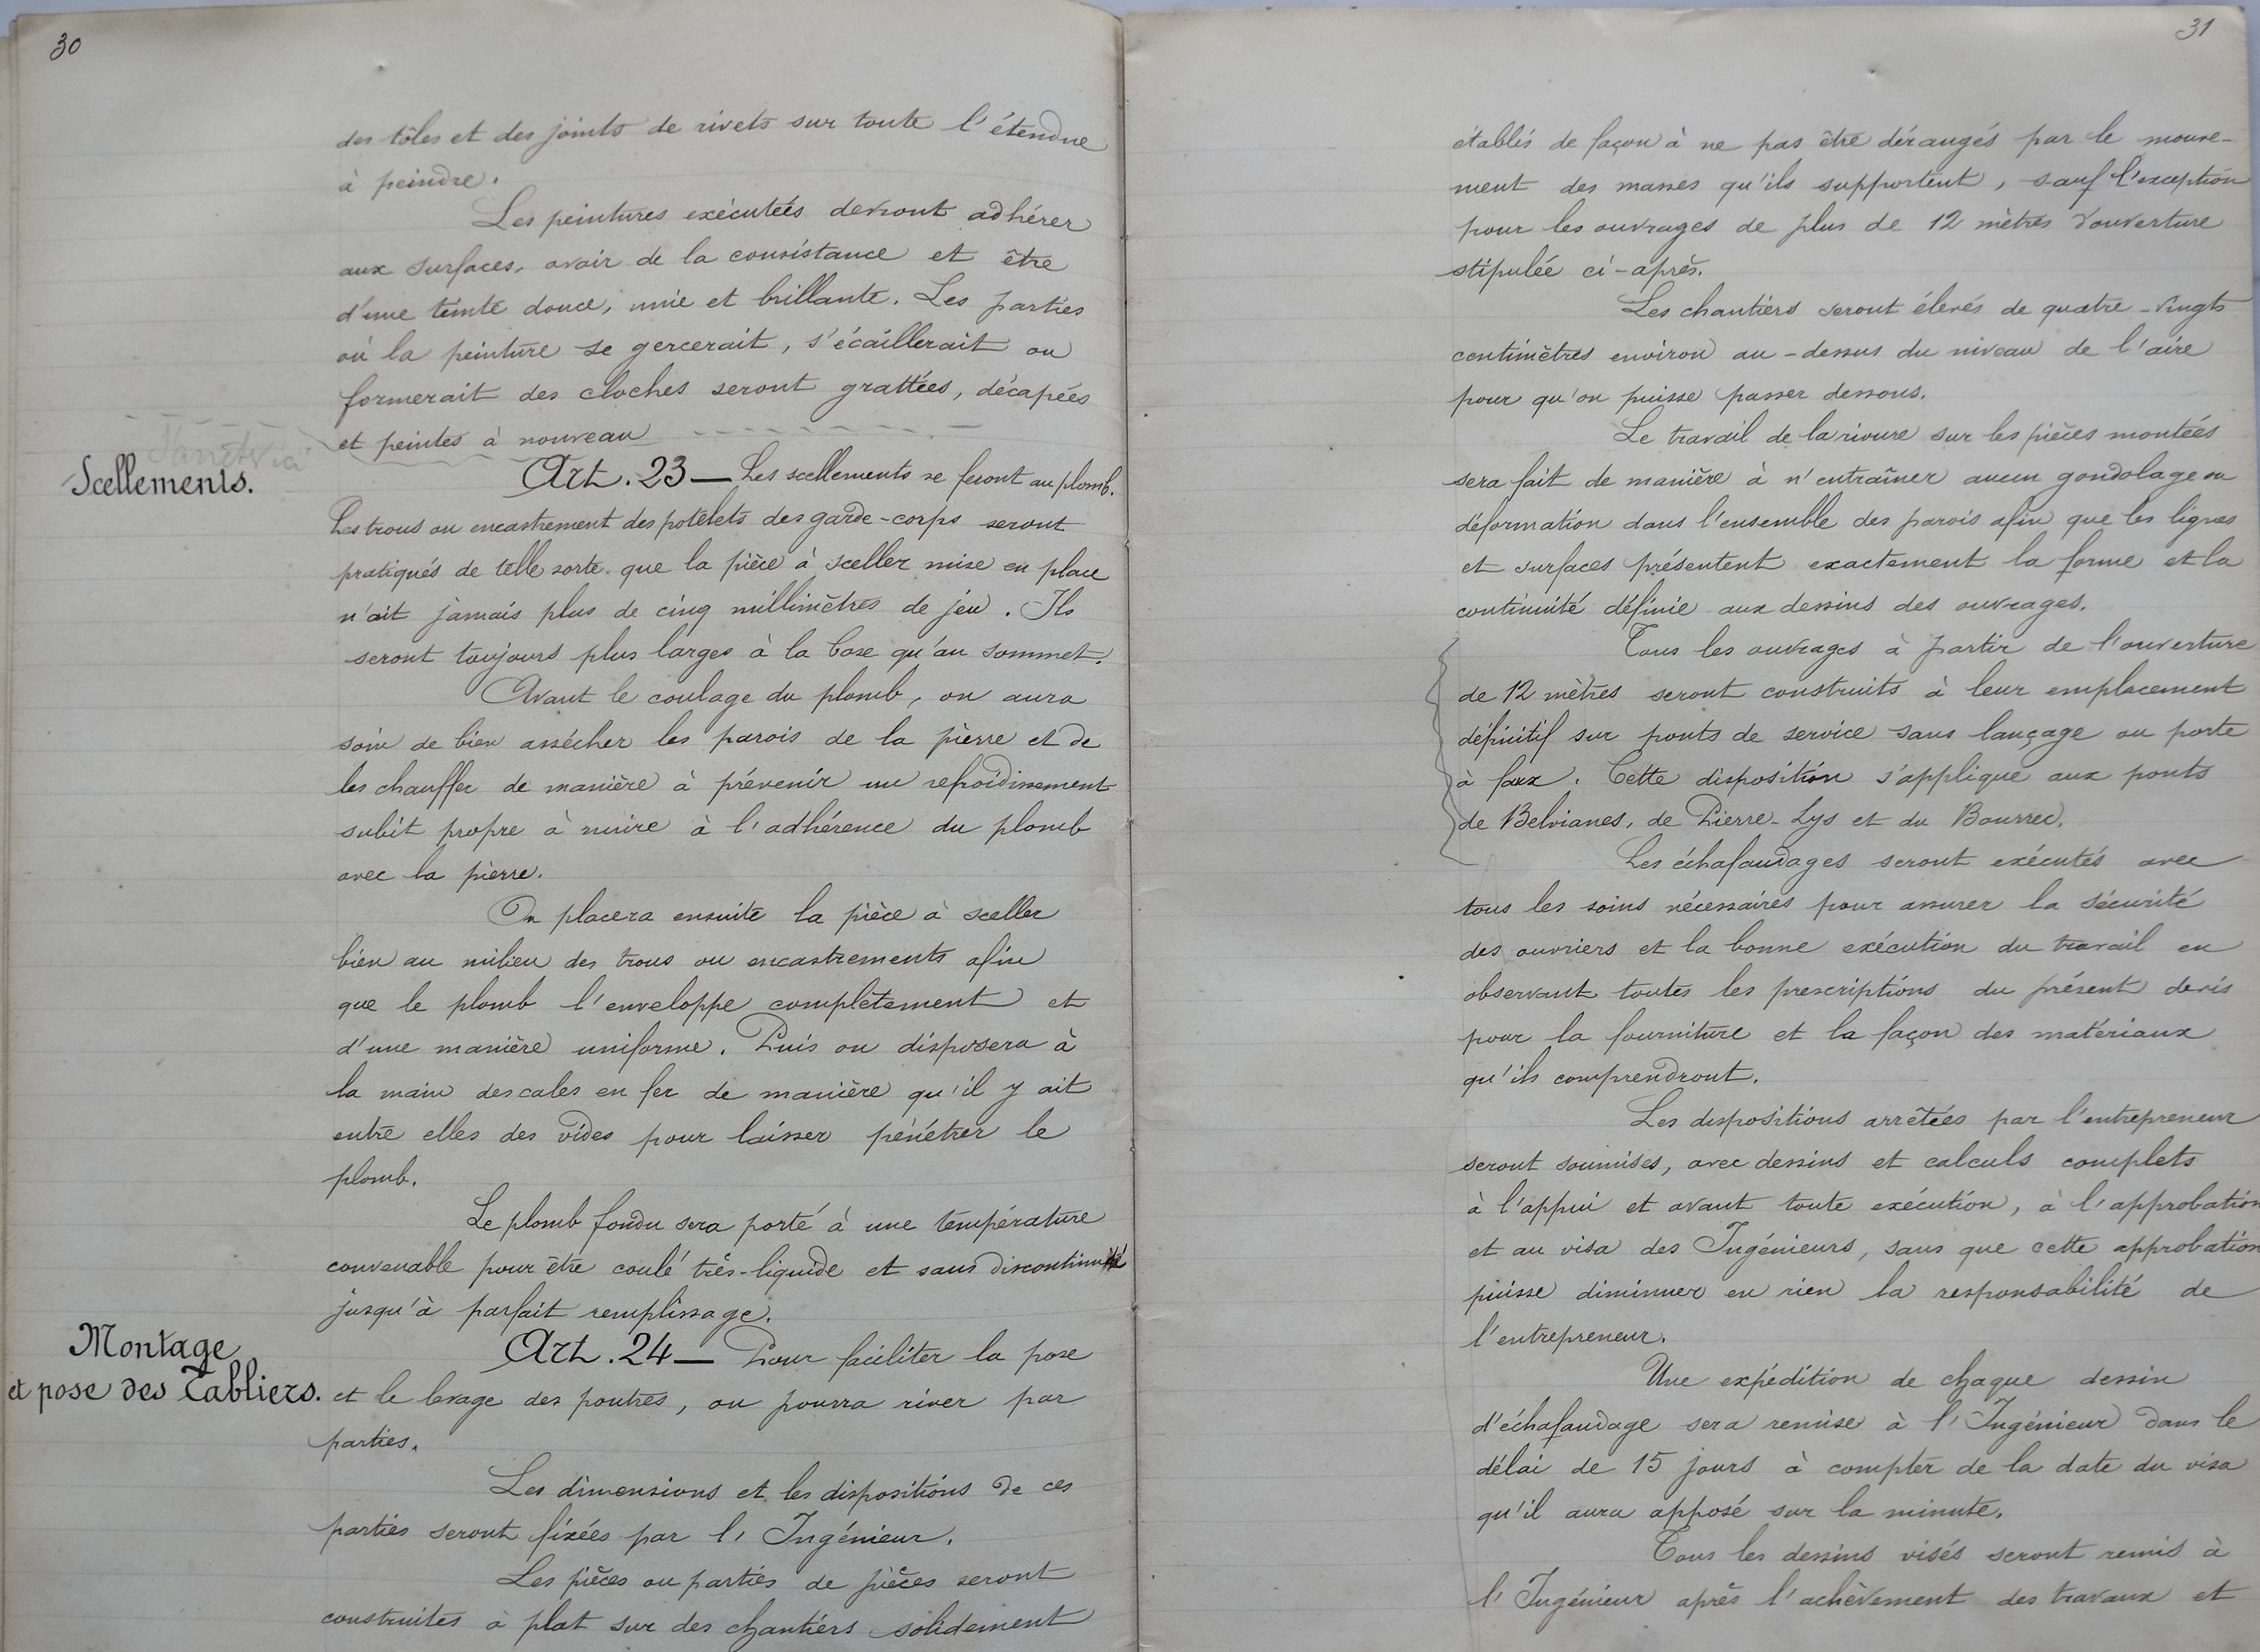 30
des tôles et des joints de rivets sur toute l'étendue
à peindre.
Les peintures exécutées devront adhérer
aux surfaces, avoir de la consistance et être
d'une teinte douce, unie et brillante. Les parties
où la peinture se gercerait, s'écaillerait ou
formerait des cloches seront grattées, décapées
et peintes à nouveau
Scellements.
Art. 23 — Les scellements se feront au plomb.
Les trous ou encastrement des potelets des garde-corps seront
pratiqués de telle sorte que la pièce à sceller mise en place
n'ait jamais plus de cinq millimètres de jeu. Ils
seront toujours plus larges à la base qu'au sommet.
Avant le coulage du plomb, on aura
soin de bien assécher les parois de la pierre et de
les chauffer de manière à prévenir un refroidissement
subit propre à nuire à l'adhérence du plomb
avec la pierre.
On placera ensuite la pièce à sceller
bien au milieu des trous ou encastrements afin
que le plomb l'enveloppe complètement et
d'une manière uniforme. Puis on disposera à
la main des cales en fer de manière qu'il y ait
entre elles des vides pour laisser pénétrer le
plomb.
Le plomb fondu sera porté à une température
convenable pour être coulé très-liquide et sans discontinuité
jusqu'à parfait remplissage.
Montage
et pose des Tabliers.
Art. 24 — Pour faciliter la pose
et le levage des poutres, on pourra river par
parties.
Les dimensions et les dispositions de ces
parties seront fixées par l'Ingénieur.
Les pièces ou parties de pièces seront
construites à plat sur des chantiers solidement
31
établis de façon à ne pas être dérangés par le mouve-
ment des masses qu'ils supportent, sauf l'exception
pour les ouvrages de plus de 12 mètres d'ouverture
stipulée ci-après.
Les chantiers seront élevés de quatre-vingts
centimètres environ au-dessus du niveau de l'aire
pour qu'on puisse passer dessous.
Le travail de la rivure sur les pièces montées
sera fait de manière à n'entraîner aucun gondolage ou
déformation dans l'ensemble des parois afin que les lignes
et surfaces présentent exactement la forme et la
continuité définie aux dessins des ouvrages.
Tous les ouvrages à partir de l'ouverture
de 12 mètres seront construits à leur emplacement
définitif sur ponts de service sans lançage ou porte
à faux. Cette disposition s'applique aux ponts
de Belvianes, de Pierre-Lys et du Bourrec.
Les échafaudages seront exécutés avec
tous les soins nécessaires pour assurer la sécurité
des ouvriers et la bonne exécution du travail en
observant toutes les prescriptions du présent devis
pour la fourniture et la façon des matériaux
qu'ils comprendront.
Les dispositions arrêtées par l'entrepreneur
seront soumises, avec dessins et calculs complets
à l'appui et avant toute exécution, à l'approbation
et au visa des Ingénieurs, sans que cette approbation
puisse diminuer en rien la responsabilité de
l'entrepreneur.
Une expédition de chaque dessin
d'échafaudage sera remise à l'Ingénieur dans le
délai de 15 jours à compter de la date du visa
qu'il aura apposé sur la minute.
Tous les dessins visés seront remis à
l'Ingénieur après l'achèvement des travaux et